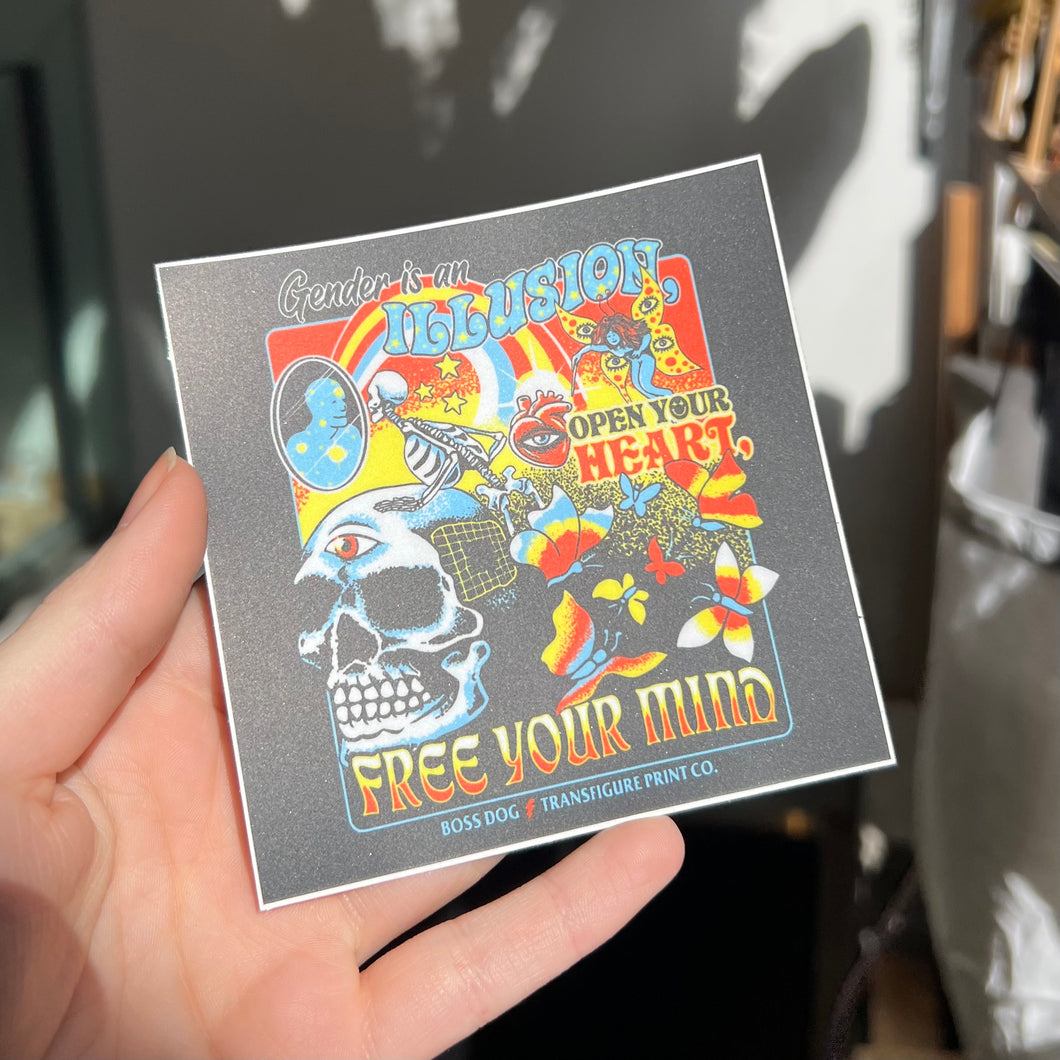 Gender is an
ILLUSION,
OPEN YOUR
HEART,
FREE YOUR MIND
BOSS DOG TRANSFIGURE PRINT CO.